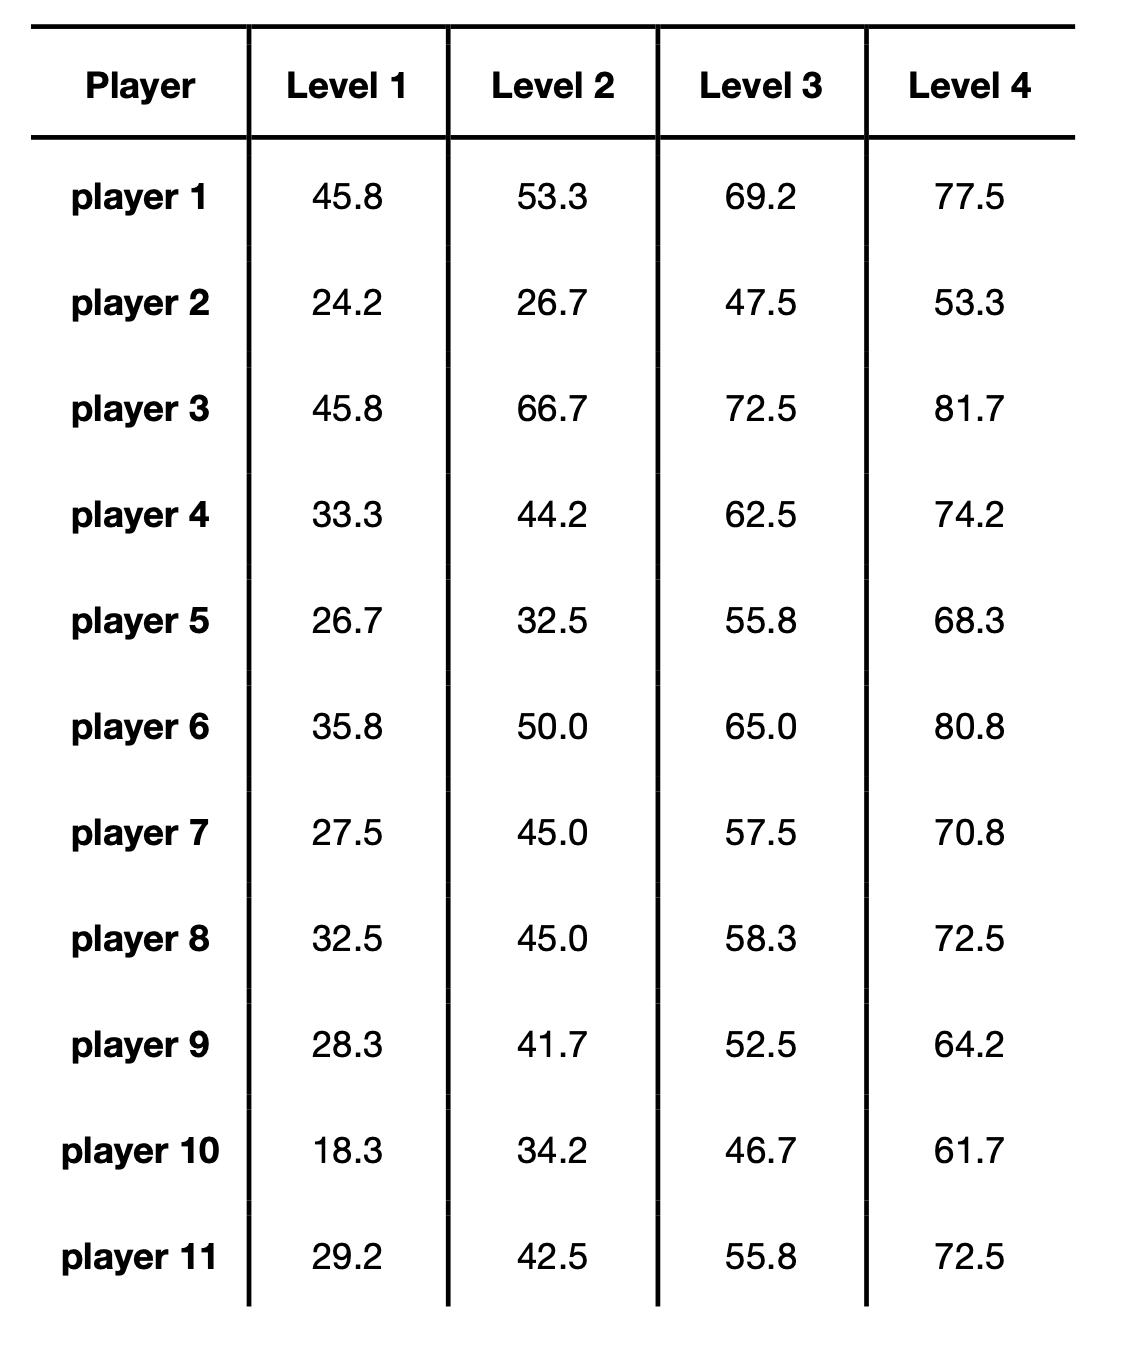 Player Level 1 Level 2 Level 3 Level 4
player 1 45.8 53.3 69.2 77.5
player 2 24.2 26.7 47.5 53.3
player 3 45.8 66.7 72.5 81.7
player 4 33.3 44.2 62.5 74.2
player 5 26.7 32.5 55.8 68.3
player 6 35.8 50.0 65.0 80.8
player 7 27.5 45.0 57.5 70.8
player 8 32.5 45.0 58.3 72.5
player 9 28.3 41.7 52.5 64.2
player 10 18.3 34.2 46.7 61.7
player 11 29.2 42.5 55.8 72.5